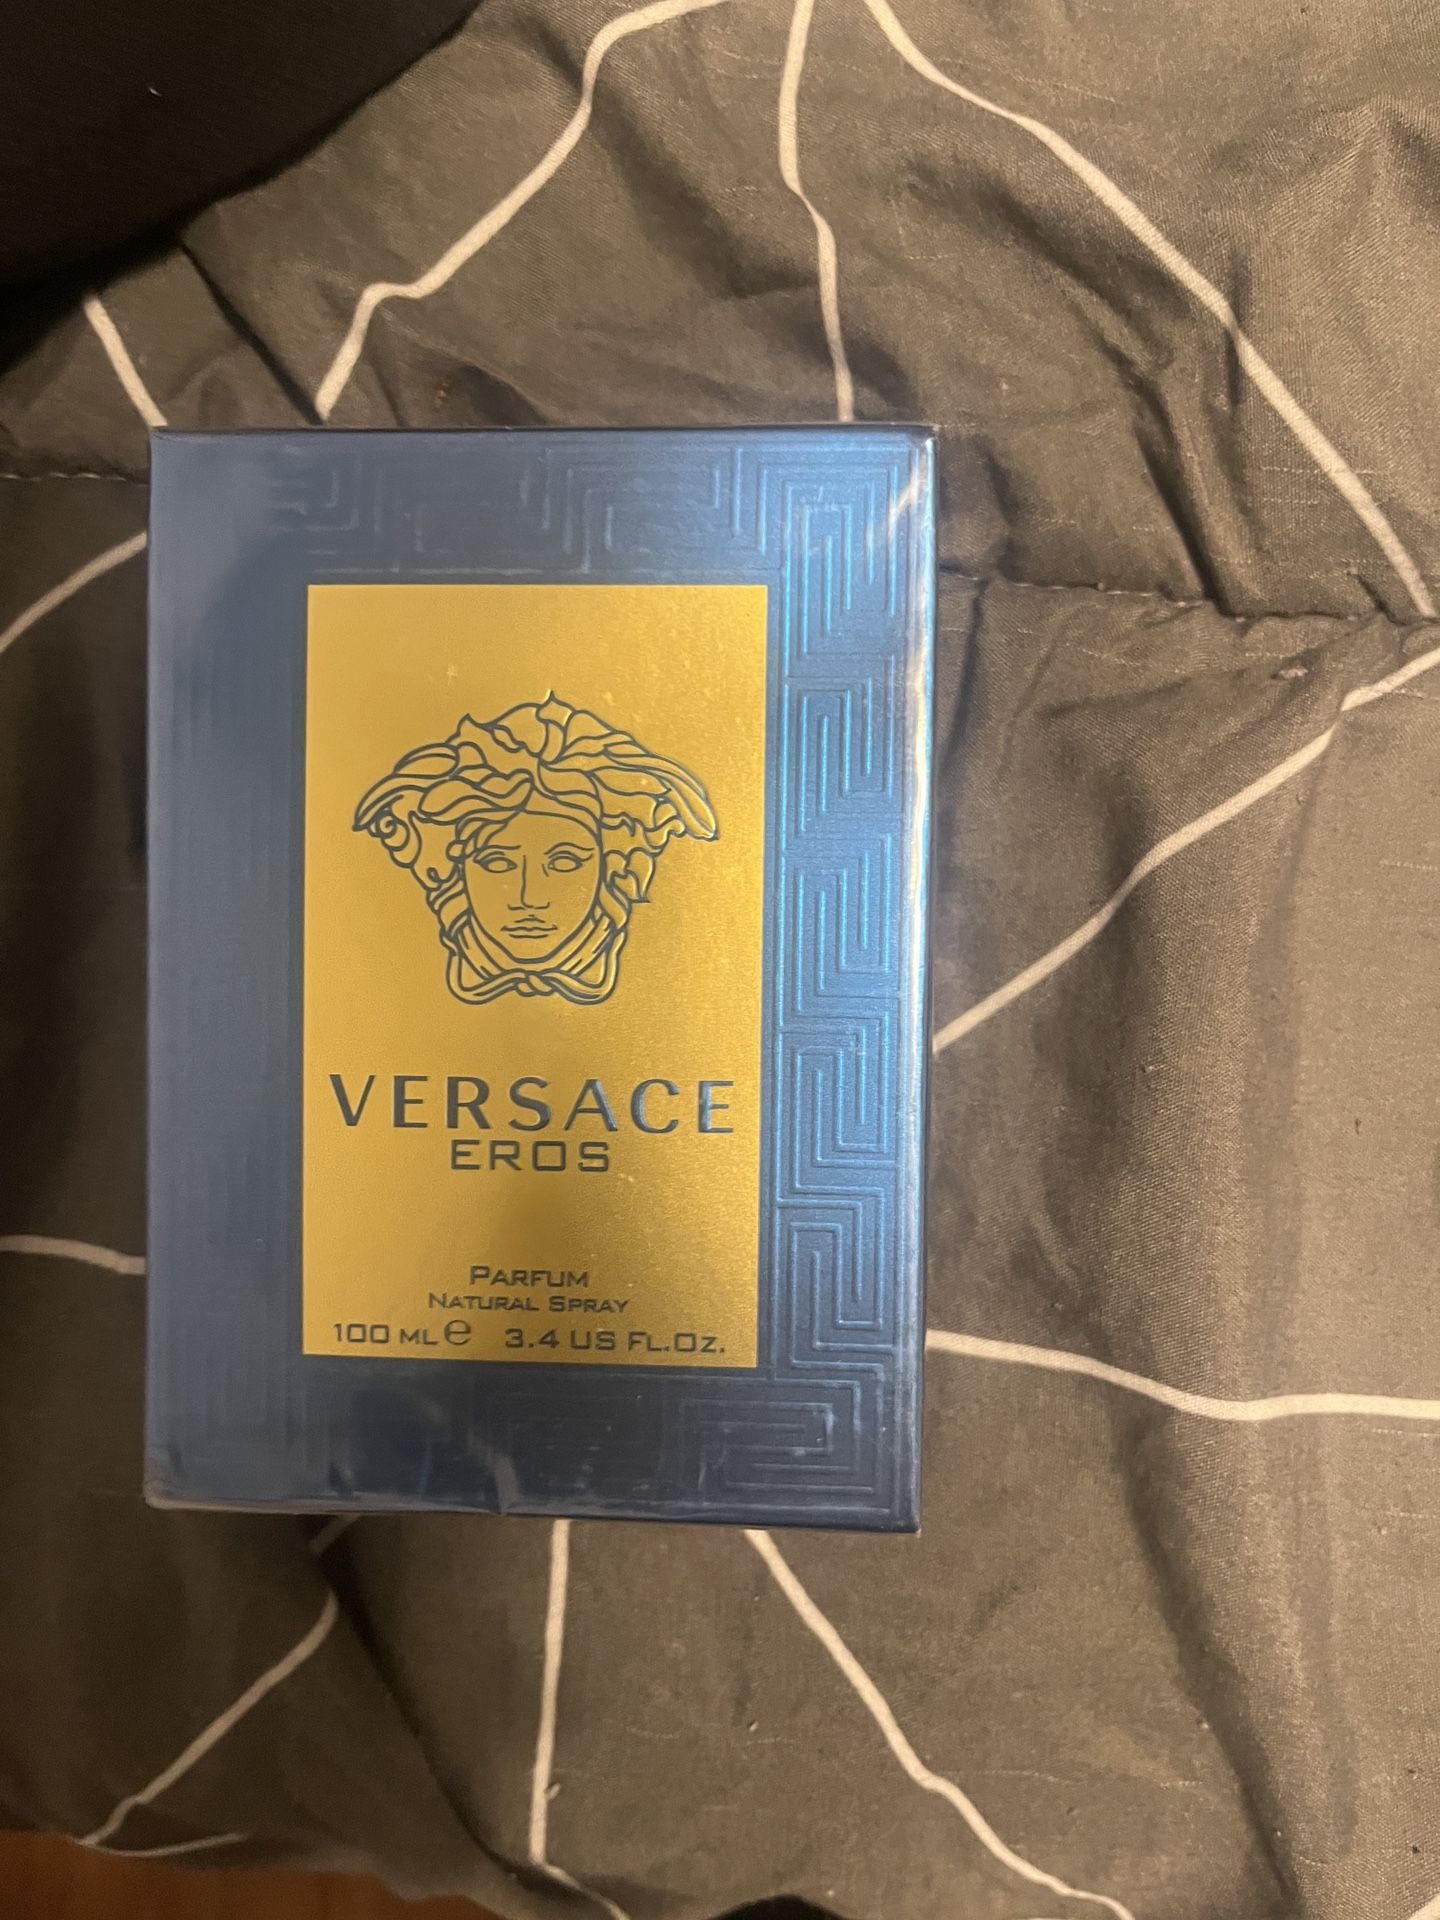 VERSACE
EROS
PARFUM
NATURAL SPRAY
100 ML ℮ 3.4 US FL.OZ.